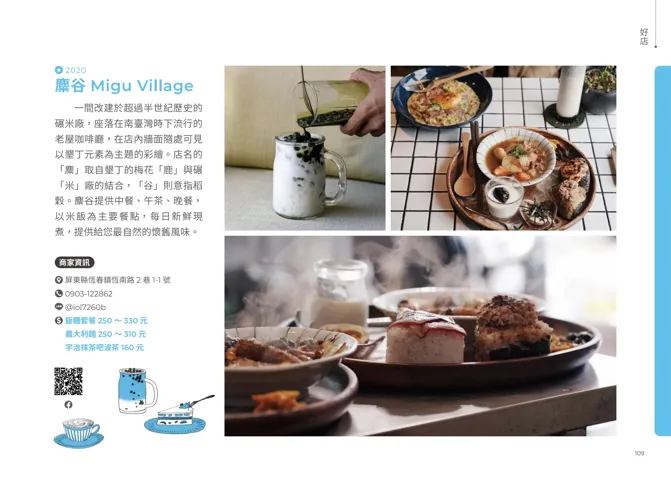 好店
2020
麋谷 Migu Village
一間改建於超過半世紀歷史的
碾米廠，座落在南臺灣時下流行的
老屋咖啡廳，在店內牆面隨處可見
以墾丁元素為主題的彩繪。店名的
「麋」取自墾丁的梅花「鹿」與碾
「米」廠的結合，「谷」則意指稻
穀。麋谷提供中餐、午茶、晚餐，
以米飯為主要餐點，每日新鮮現
煮，提供給您最自然的懷舊風味。
商家資訊
屏東縣恆春鎮恆南路 2 巷 1-1 號
0903-122862
@iol7260b
飯麵套餐 250 ～ 330 元
義大利麵 250 ～ 310 元
宇治抹茶吧波茶 160 元
109